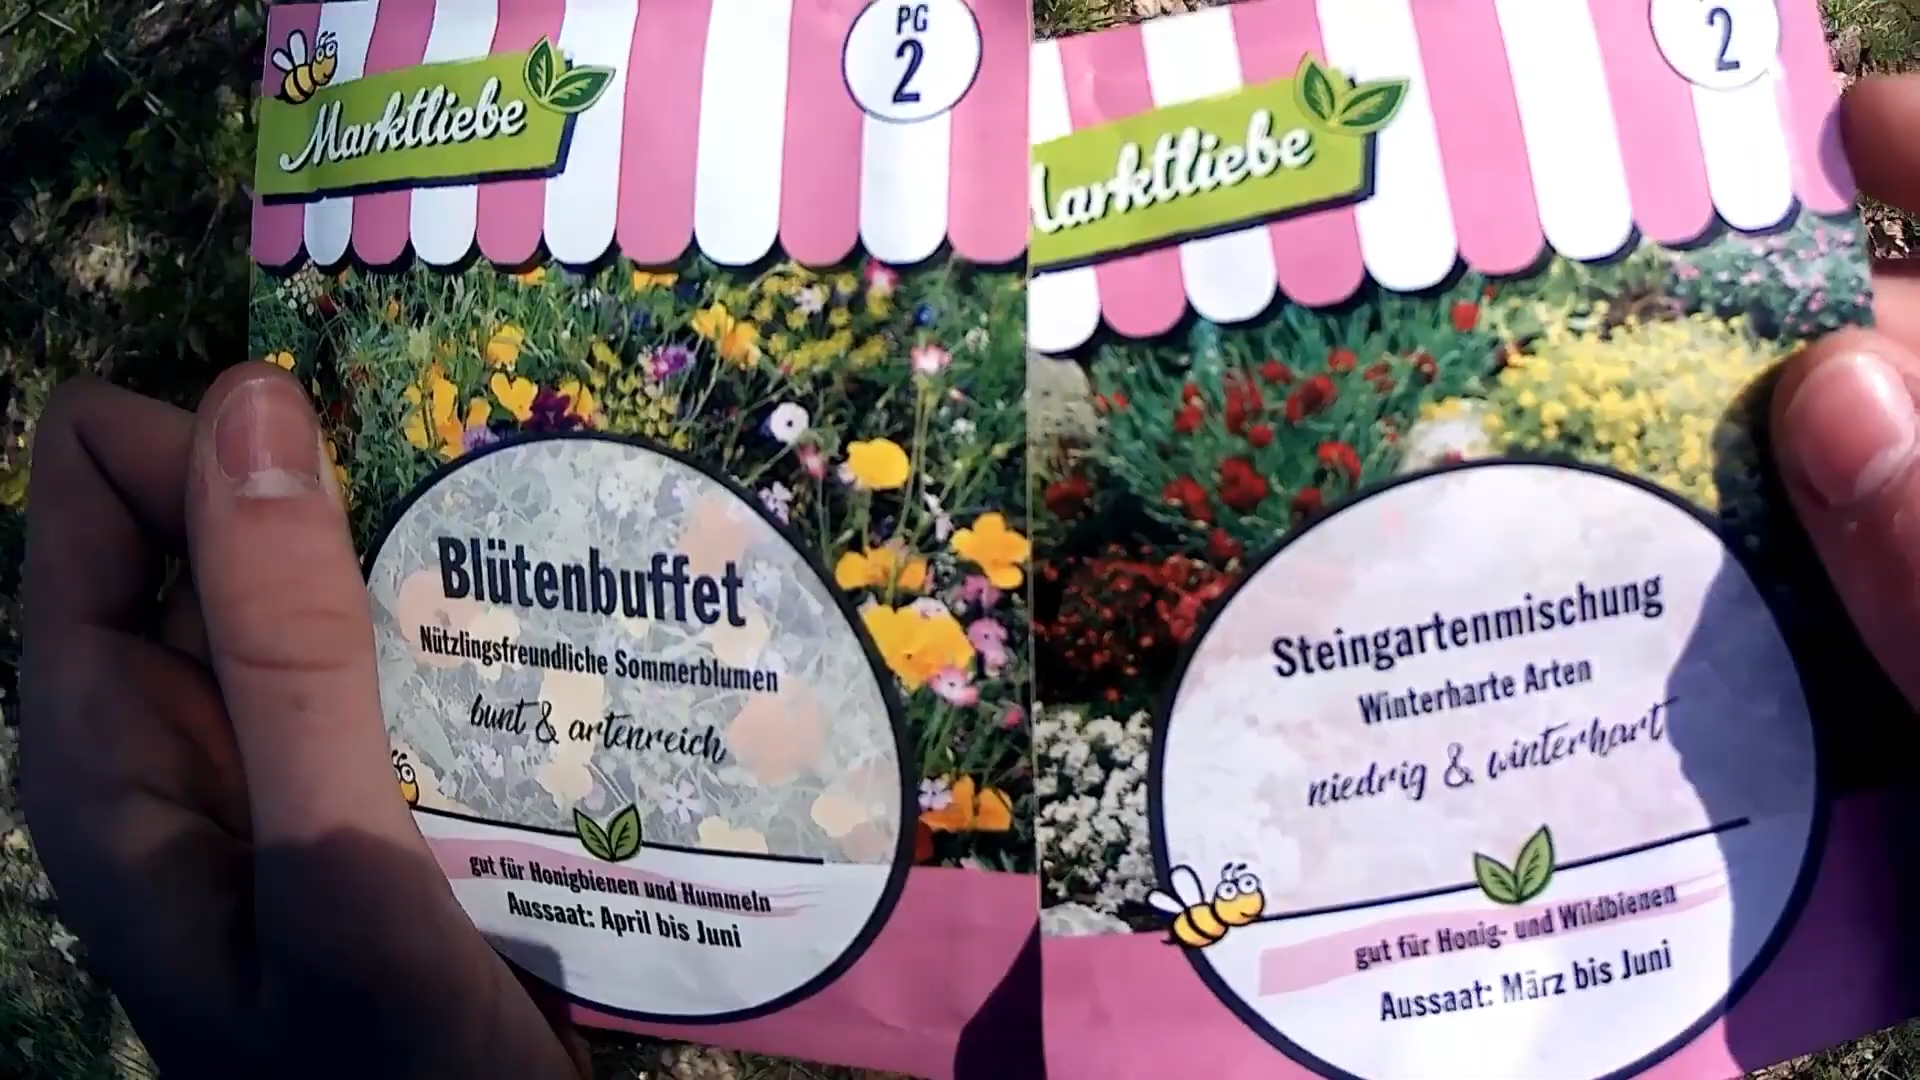 PG
2
Marktliebe
Blütenbuffet
Nützlingsfreundliche Sommerblumen
bunt & artenreich
gut für Honigbienen und Hummeln
Aussaat: April bis Juni
2
Marktliebe
Steingartenmischung
Winterharte Arten
niedrig & winterhart
gut für Honig- und Wildbienen
Aussaat: März bis Juni